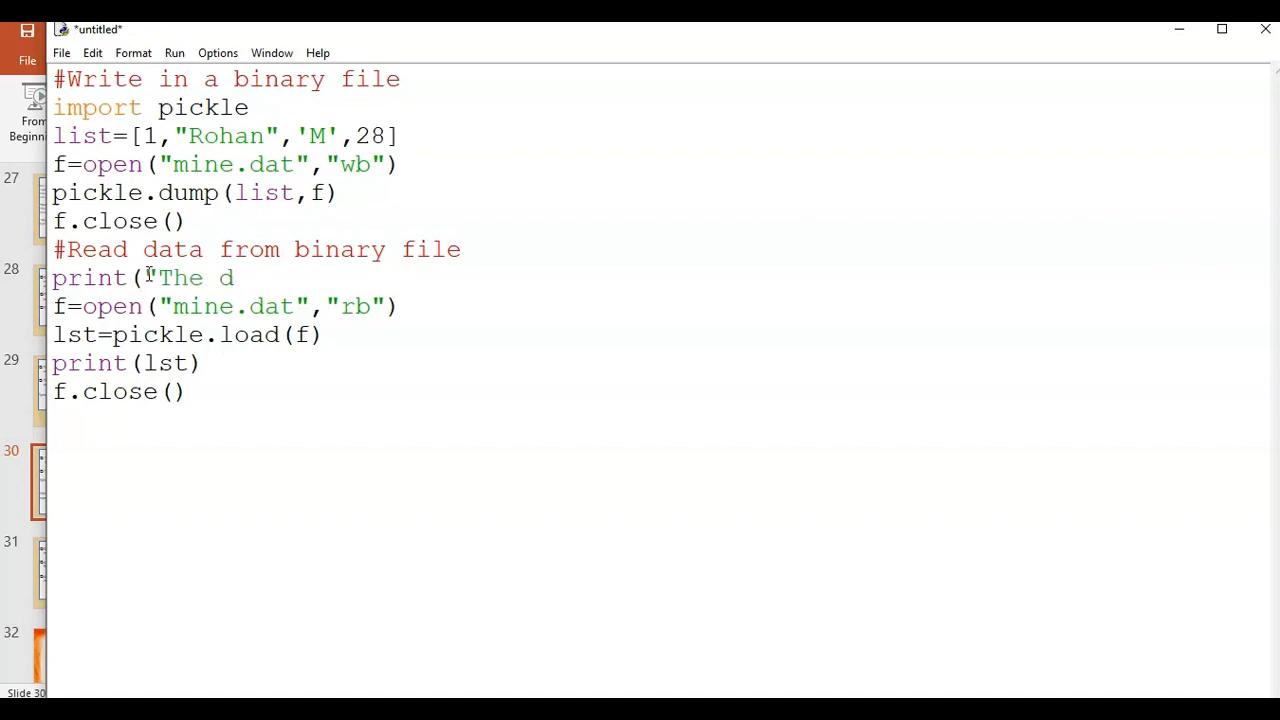 *untitled*
File Edit Format Run Options Window Help
File
From
Beginni
27
28
29
30
31
32
Slide 30
#Write in a binary file
import pickle
list=[1,"Rohan",'M',28]
f=open("mine.dat","wb")
pickle.dump(list,f)
f.close()
#Read data from binary file
print("The d
f=open("mine.dat","rb")
lst=pickle.load(f)
print(lst)
f.close()